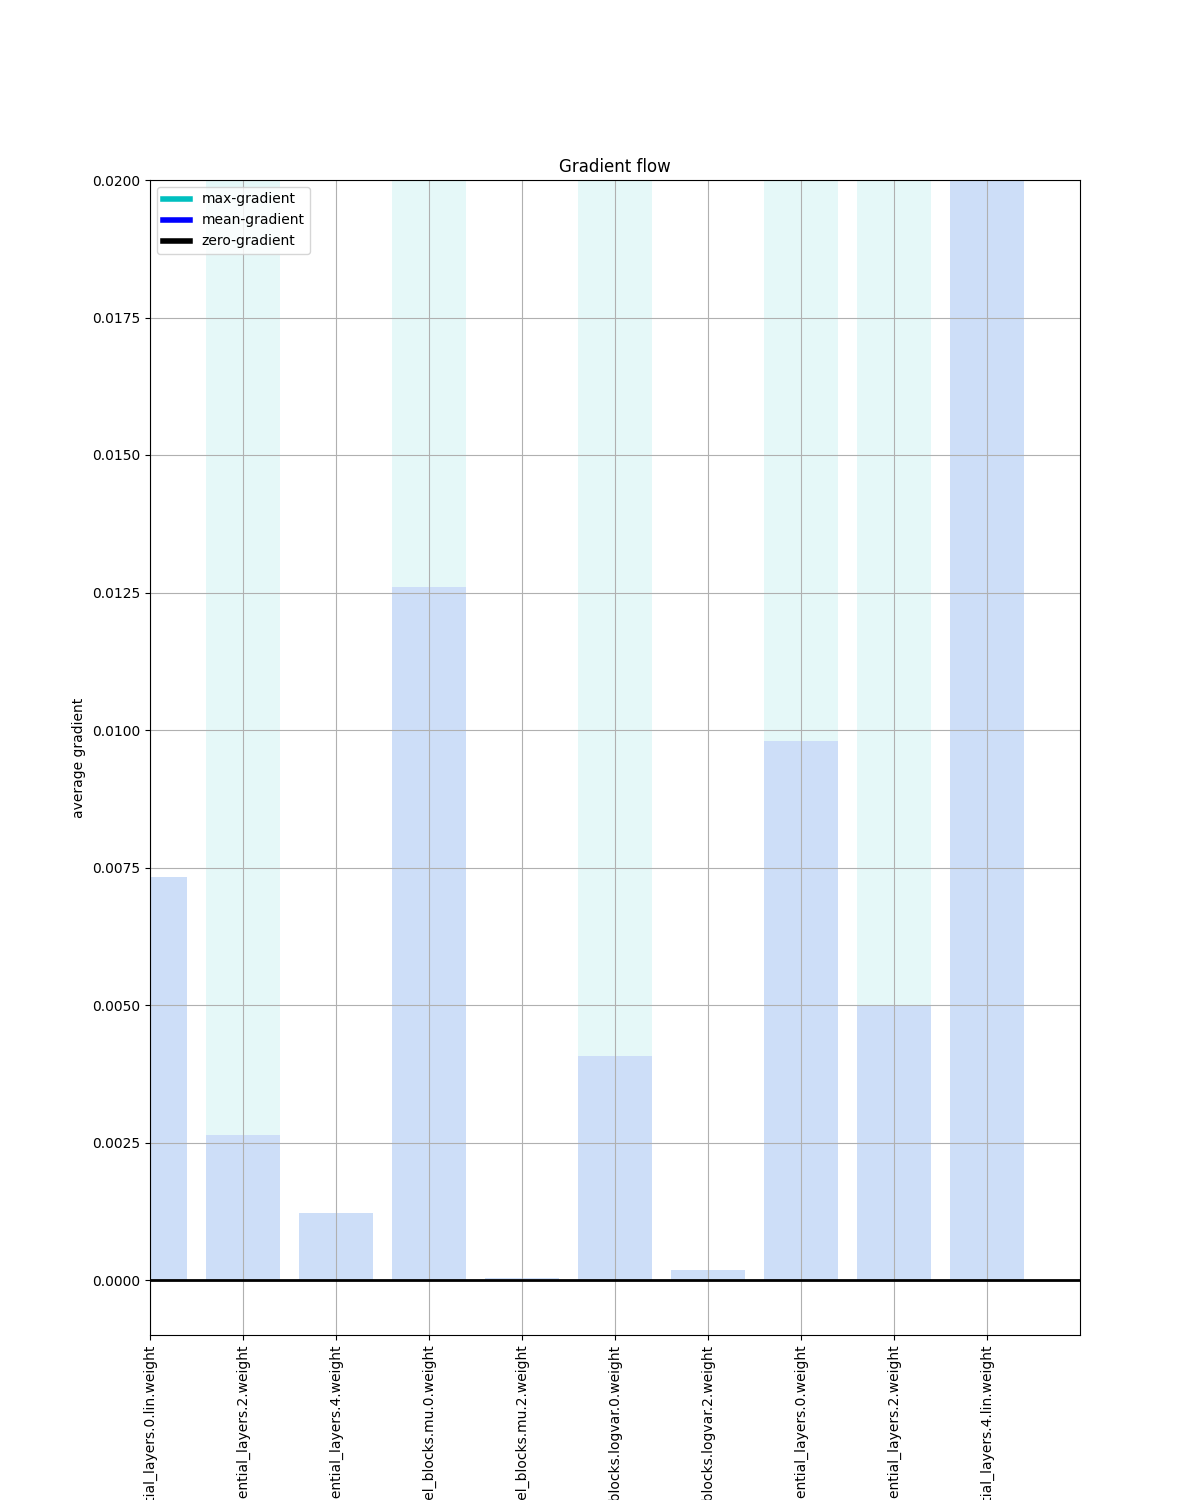 Gradient flow
max-gradient
mean-gradient
zero-gradient
0.0200
0.0175
0.0150
0.0125
0.0100
0.0075
0.0050
0.0025
0.0000
average gradient
tial_layers.0.lin.weight
ential_layers.2.weight
ential_layers.4.weight
el_blocks.mu.0.weight
el_blocks.mu.2.weight
blocks.logvar.0.weight
blocks.logvar.2.weight
ential_layers.0.weight
ential_layers.2.weight
tial_layers.4.lin.weight